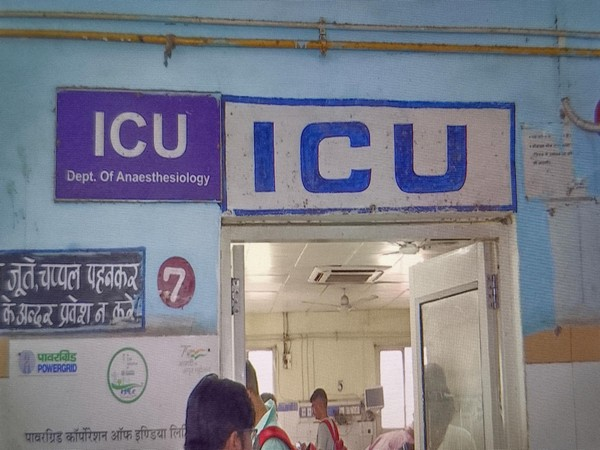 ICU
Dept. Of Anaesthesiology
ICU
जूते, चप्पल पहनकर
के अन्दर प्रवेश न करें
7
पावरग्रिड
POWERGRID
पावरग्रिड कॉर्पोरेशन ऑफ इण्डिया लि